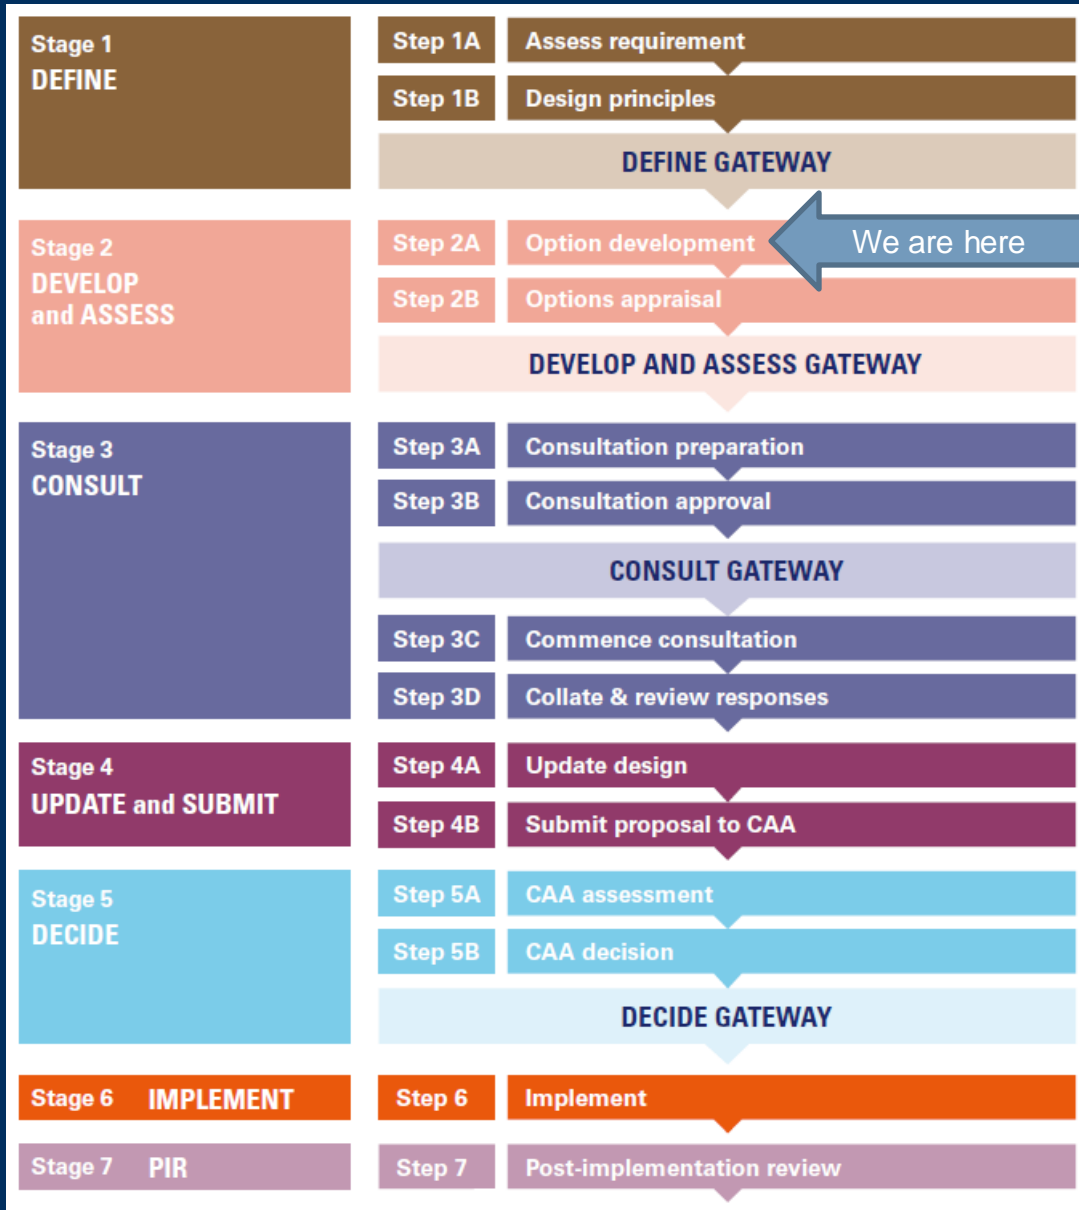 Stage 1
DEFINE
Step 1A Assess requirement
Step 1B Design principles
DEFINE GATEWAY
Stage 2
DEVELOP
and ASSESS
Step 2A Option development
We are here
Step 2B Options appraisal
DEVELOP AND ASSESS GATEWAY
Stage 3
CONSULT
Step 3A Consultation preparation
Step 3B Consultation approval
CONSULT GATEWAY
Step 3C Commence consultation
Step 3D Collate & review responses
Stage 4
UPDATE and SUBMIT
Step 4A Update design
Step 4B Submit proposal to CAA
Stage 5
DECIDE
Step 5A CAA assessment
Step 5B CAA decision
DECIDE GATEWAY
Stage 6 IMPLEMENT
Step 6 Implement
Stage 7 PIR
Step 7 Post-implementation review